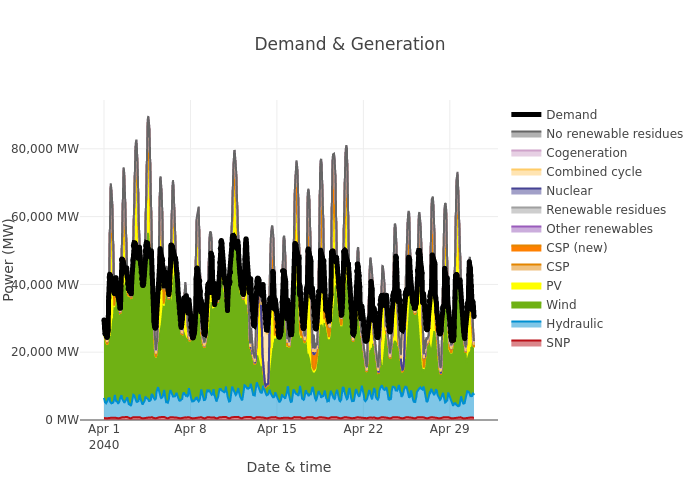 Demand & Generation
Power (MW)
80,000 MW
60,000 MW
40,000 MW
20,000 MW
0 MW
Apr 1
2040
Apr 8
Apr 15
Apr 22
Apr 29
Date & time
Demand
No renewable residues
Cogeneration
Combined cycle
Nuclear
Renewable residues
Other renewables
CSP (new)
CSP
PV
Wind
Hydraulic
SNP